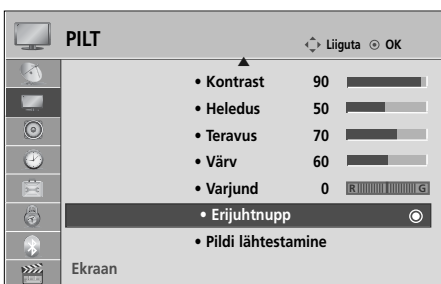 PILT
Liiguta OK
• Kontrast 90
• Heledus 50
• Teravus 70
• Värv 60
• Varjund 0 R G
• Erijuhtnupp
• Pildi lähtestamine
Ekraan